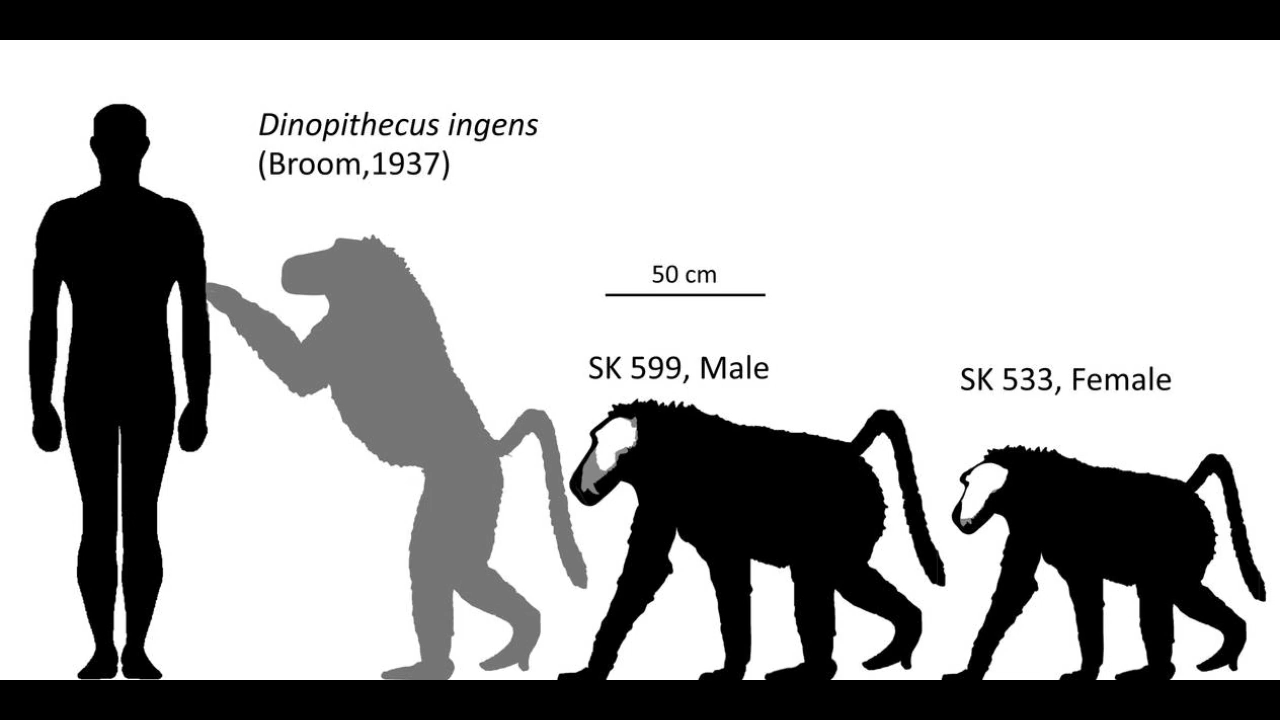 Dinopithecus ingens
(Broom,1937)
50 cm
SK 599, Male
SK 533, Female